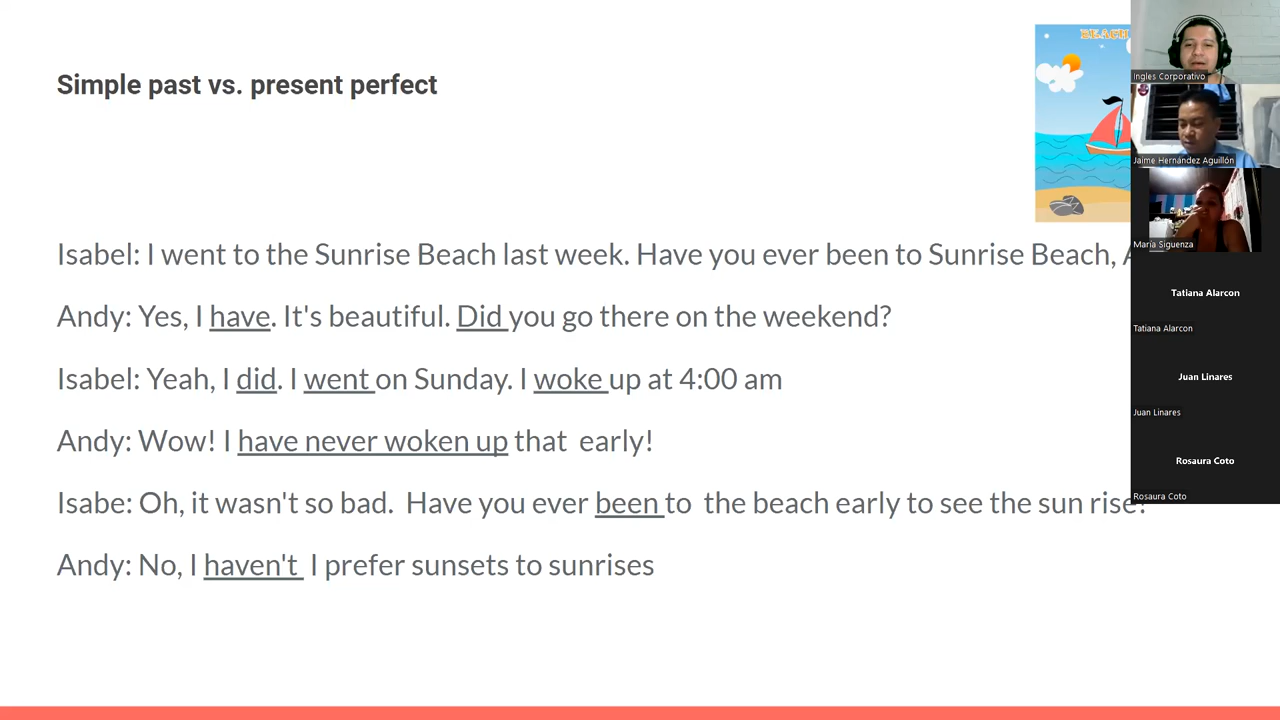 Simple past vs. present perfect
BEACH
Isabel: I went to the Sunrise Beach last week. Have you ever been to Sunrise Beach,
Andy: Yes, I have. It's beautiful. Did you go there on the weekend?
Isabel: Yeah, I did. I went on Sunday. I woke up at 4:00 am
Andy: Wow! I have never woken up that early!
Isabe: Oh, it wasn't so bad. Have you ever been to the beach early to see the sun rise?
Andy: No, I haven't I prefer sunsets to sunrises
Ingles Corporativo
Jaime Hernández Aguillón
María Siguenza
Tatiana Alarcon
Tatiana Alarcon
Juan Linares
Juan Linares
Rosaura Coto
Rosaura Coto